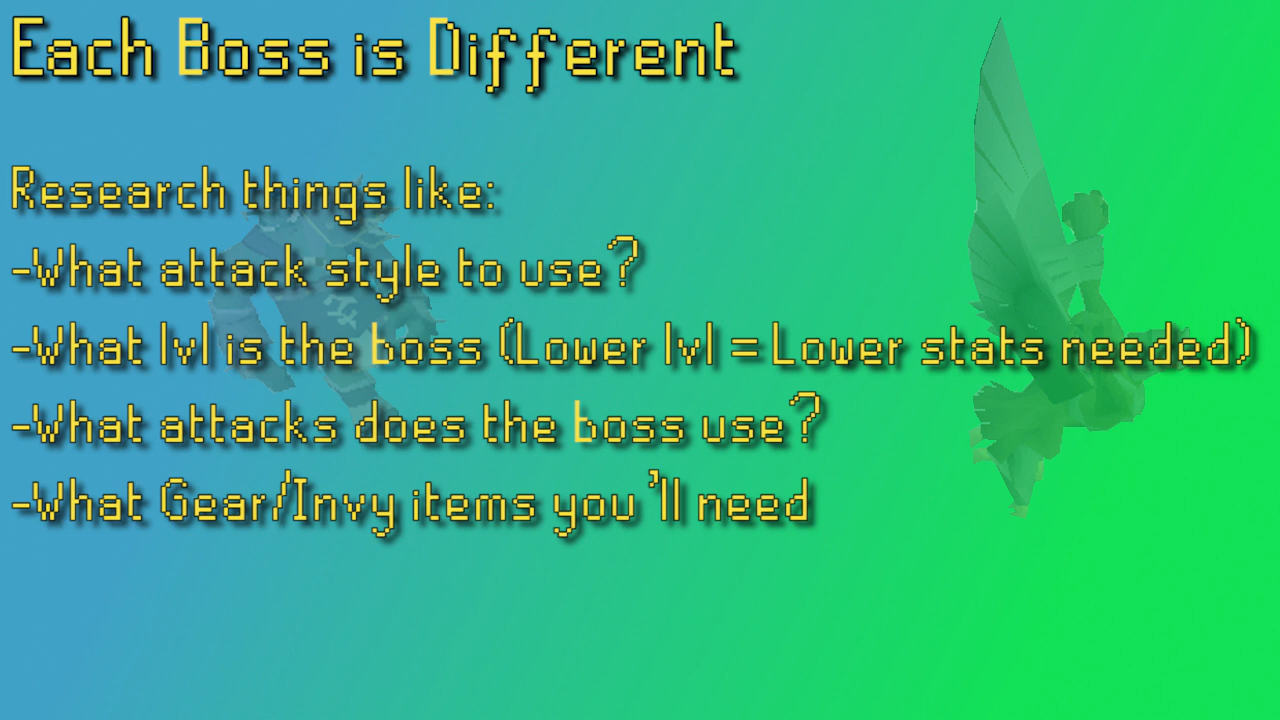 Each Boss is Different
Research things like:
-What attack style to use?
-What lvl is the boss (Lower lvl = Lower stats needed)
-What attacks does the boss use?
-What Gear/Invy items you'll need